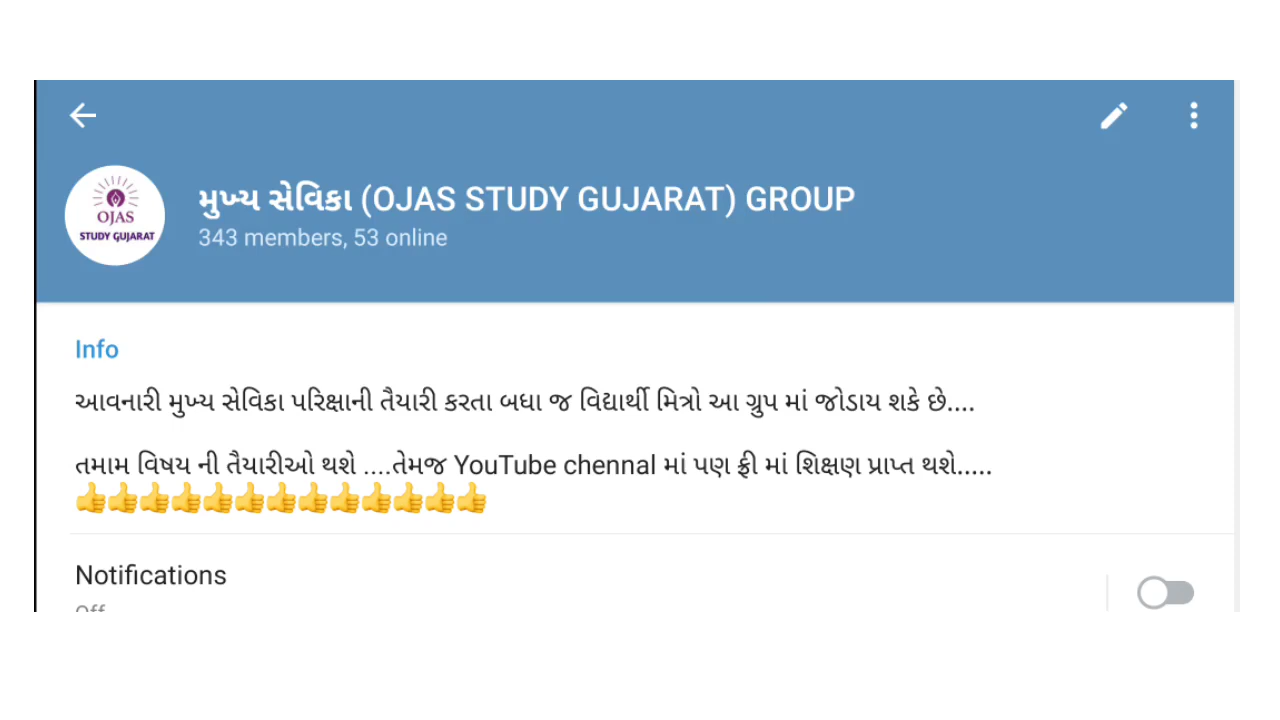 મુખ્ય સેવિકા (OJAS STUDY GUJARAT) GROUP
OJAS
STUDY GUJARAT
343 members, 53 online
Info
આવનારી મુખ્ય સેવિકા પરિક્ષાની તૈયારી કરતા બધા જ વિદ્યાર્થી મિત્રો આ ગ્રુપ માં જોડાય શકે છે....
તમામ વિષય ની તૈયારીઓ થશે ....તેમજ YouTube chennal માં પણ ફ્રી માં શિક્ષણ પ્રાપ્ત થશે.....
👍👍👍👍👍👍👍👍👍👍👍👍👍
Notifications
Off